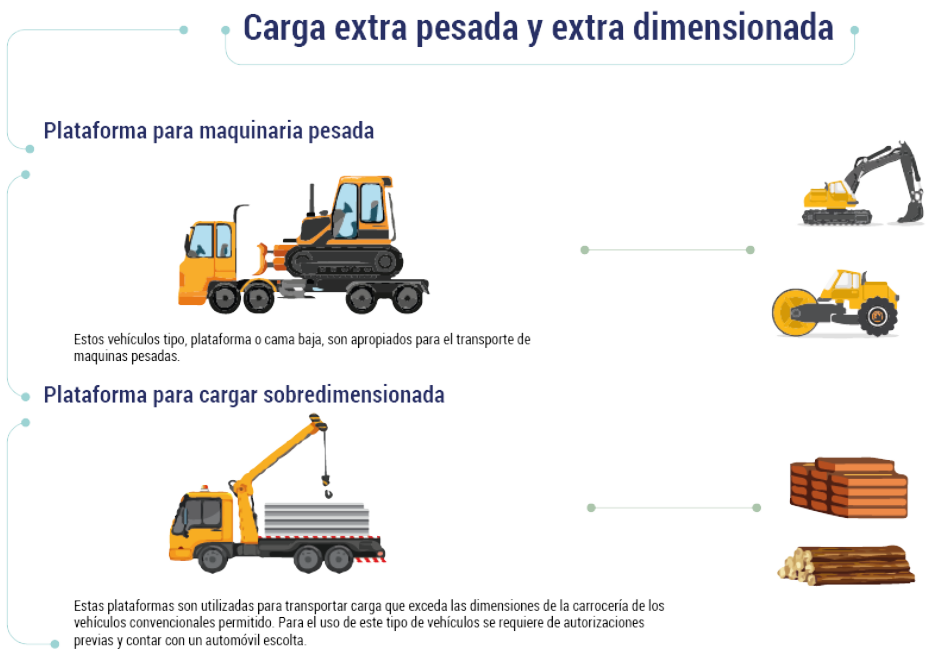 Carga extra pesada y extra dimensionada
Plataforma para maquinaria pesada
Estos vehículos tipo, plataforma o cama baja, son apropiados para el transporte de
maquinas pesadas.
Plataforma para cargar sobredimensionada
Estas plataformas son utilizadas para transportar carga que exceda las dimensiones de la carrocería de los
vehículos convencionales permitido. Para el uso de este tipo de vehículos se requiere de autorizaciones
previas y contar con un automóvil escolta.